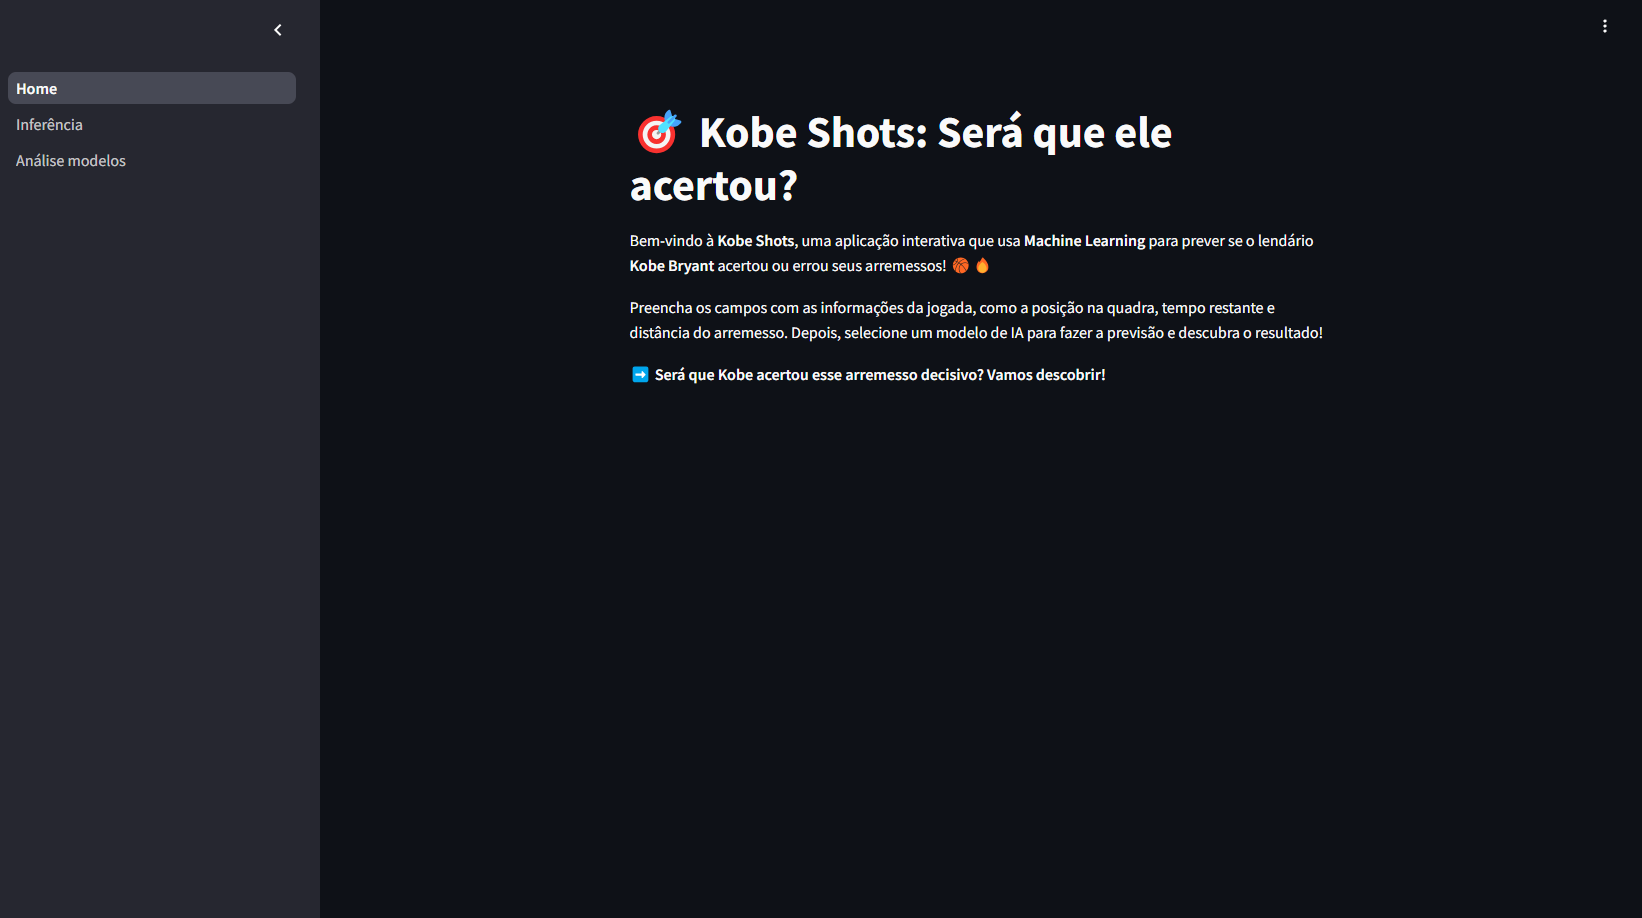 Home
Inferência
Análise modelos
🎯 Kobe Shots: Será que ele
acertou?
Bem-vindo à Kobe Shots, uma aplicação interativa que usa Machine Learning para prever se o lendário
Kobe Bryant acertou ou errou seus arremessos! 🏀 🔥
Preencha os campos com as informações da jogada, como a posição na quadra, tempo restante e
distância do arremesso. Depois, selecione um modelo de IA para fazer a previsão e descubra o resultado!
➡️ Será que Kobe acertou esse arremesso decisivo? Vamos descobrir!